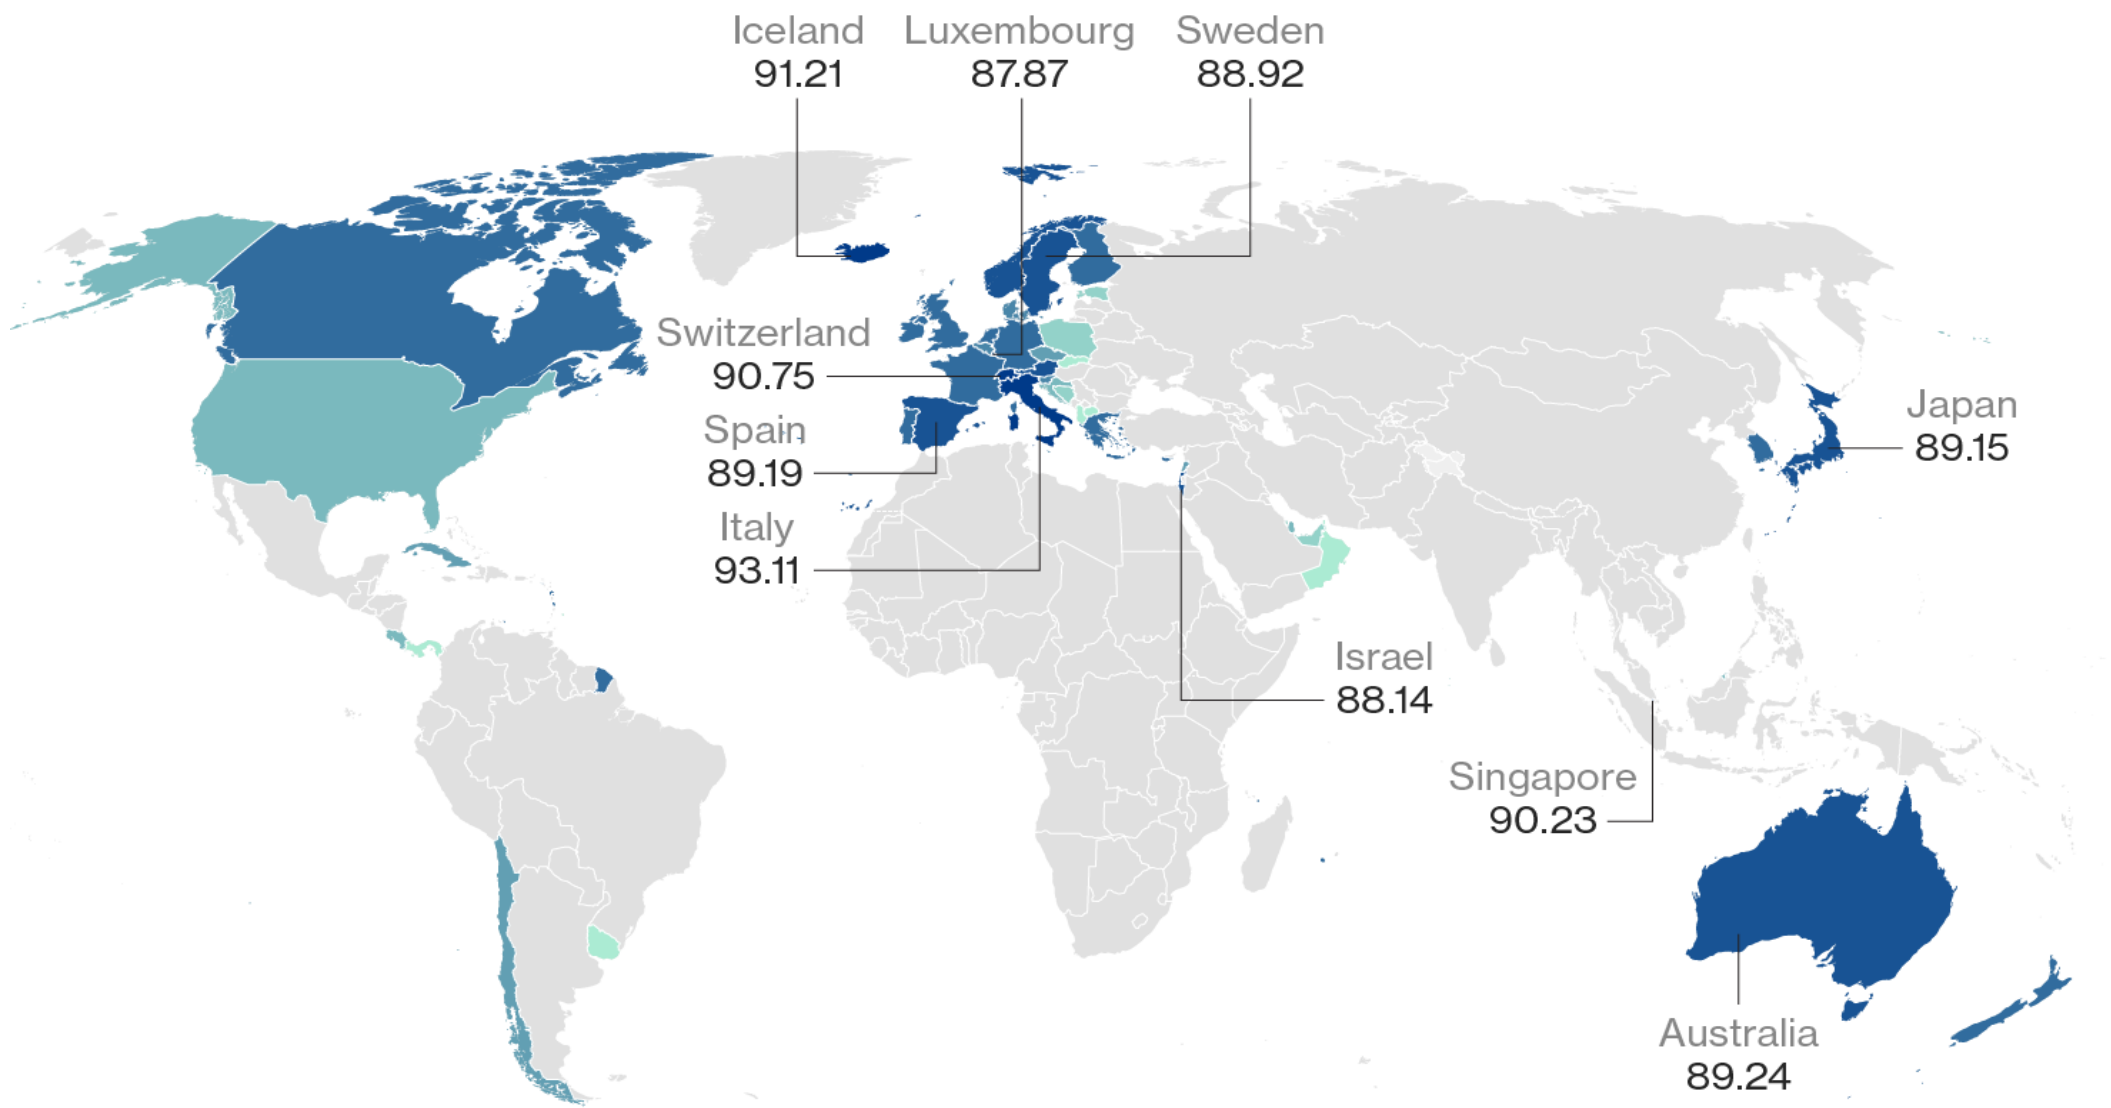 Iceland
91.21
Luxembourg
87.87
Sweden
88.92
Switzerland
90.75
Spain
89.19
Italy
93.11
Japan
89.15
Israel
88.14
Singapore
90.23
Australia
89.24